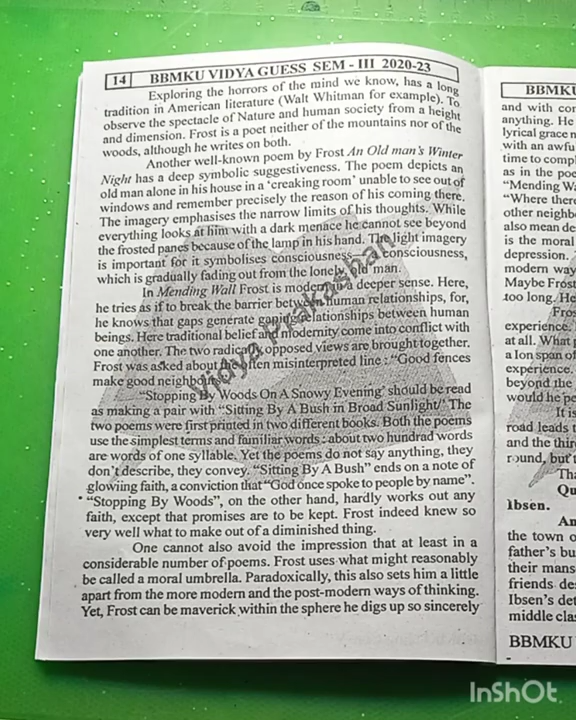 14 BBMKU VIDYA GUESS SEM - III 2020-23
Exploring the horrors of the mind we know, has a long
tradition in American literature (Walt Whitman for example). To
observe the spectacle of Nature and human society from a height
and dimension. Frost is a poet neither of the mountains nor of the
woods, although he writes on both.
Another well-known poem by Frost An Old man's Winter
Night has a deep symbolic suggestiveness. The poem depicts an
old man alone in his house in a 'creaking room' unable to see out of
windows and remember precisely the reason of his coming there.
The imagery emphasises the narrow limits of his thoughts. While
everything looks at him with a dark menace he cannot see beyond
the frosted panes because of the lamp in his hand. The light imagery
is important for it symbolises consciousness — consciousness,
which is gradually fading out from the lonely old man.
In Mending Wall Frost is modern in a deeper sense. Here,
he tries as if to break the barrier between human relationships, for,
he knows that gaps generate gaping relationships between human
beings. Here traditional belief and modernity come into conflict with
one another. The two radically opposed views are brought together.
Frost was asked about the often misinterpreted line : "Good fences
make good neighbours".
"Stopping By Woods On A Snowy Evening' should be read
as making a pair with "Sitting By A Bush in Broad Sunlight/' The
two poems were first printed in two different books. Both the poems
use the simplest terms and familiar words : about two hundred words
are words of one syllable. Yet the poems do not say anything, they
don't describe, they convey. "Sitting By A Bush" ends on a note of
glowiing faith, a conviction that "God once spoke to people by name".
"Stopping By Woods", on the other hand, hardly works out any
faith, except that promises are to be kept. Frost indeed knew so
very well what to make out of a diminished thing.
One cannot also avoid the impression that at least in a
considerable number of poems. Frost uses what might reasonably
be called a moral umbrella. Paradoxically, this also sets him a little
apart from the more modern and the post-modern ways of thinking.
Yet, Frost can be maverick within the sphere he digs up so sincerely
Vidya Prakashan
BBMKU
and with
anything. He
lyrical grace
with an awfu
time to compl
as in the poe
"Mending Wa
"Where there
other neighb
also mean de
is the moral
depression.
modern way
Maybe Frost
too long. He
Fros
experience.
at all. What p
a lon span of
experience.
beyond the
would he pe
It is
road leads t
and the third
round, but t
Tha
Qu
Ibsen.
An
the town o
father's bu
their mans
friends des
Ibsen's det
middle clas
BBMKU
InShOt